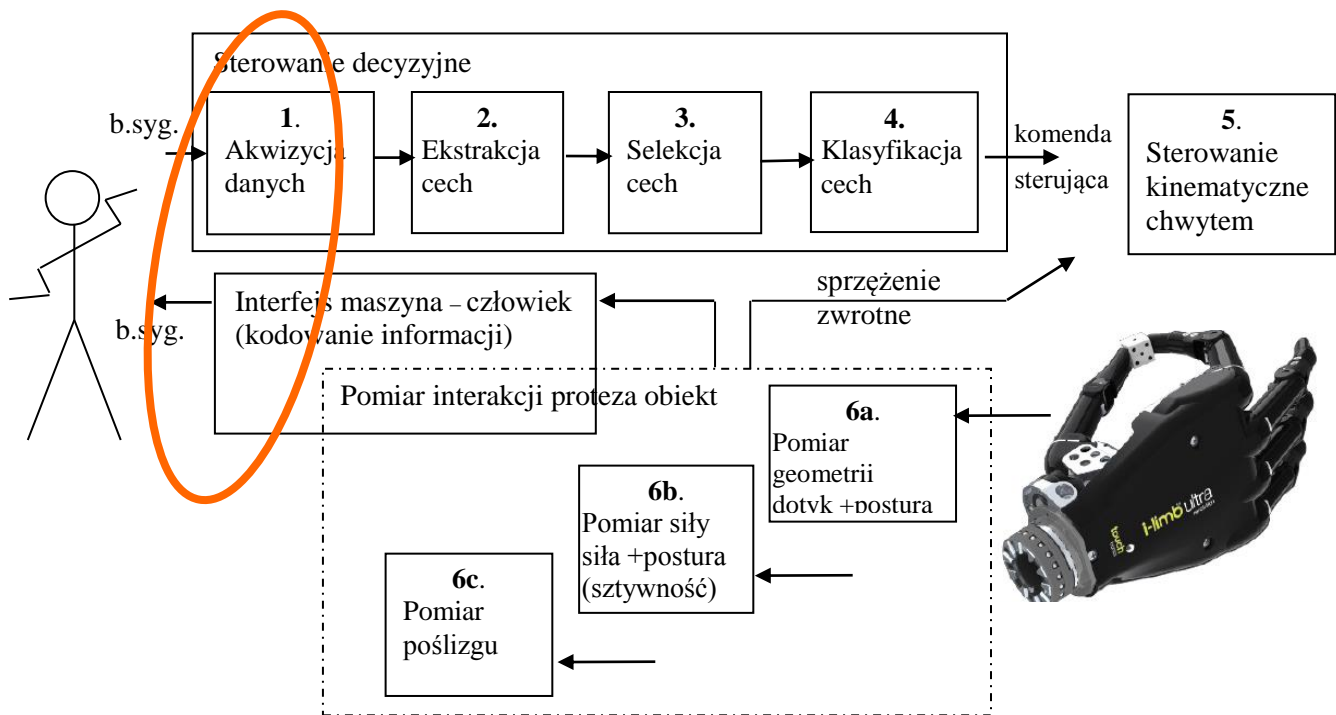 Sterowanie decyzyjne
b.syg.
1.
Akwizycja
danych
2.
Ekstrakcja
cech
3.
Selekcja
cech
4.
Klasyfikacja
cech
komenda
sterująca
5.
Sterowanie
kinematyczne
chwytem
b.syg.
Interfejs maszyna – człowiek
(kodowanie informacji)
sprzężenie
zwrotne
Pomiar interakcji proteza obiekt
6a.
Pomiar
geometrii
dotyk +postura
6b.
Pomiar siły
siła +postura
(sztywność)
6c.
Pomiar
poślizgu
touch
i-limb ultra